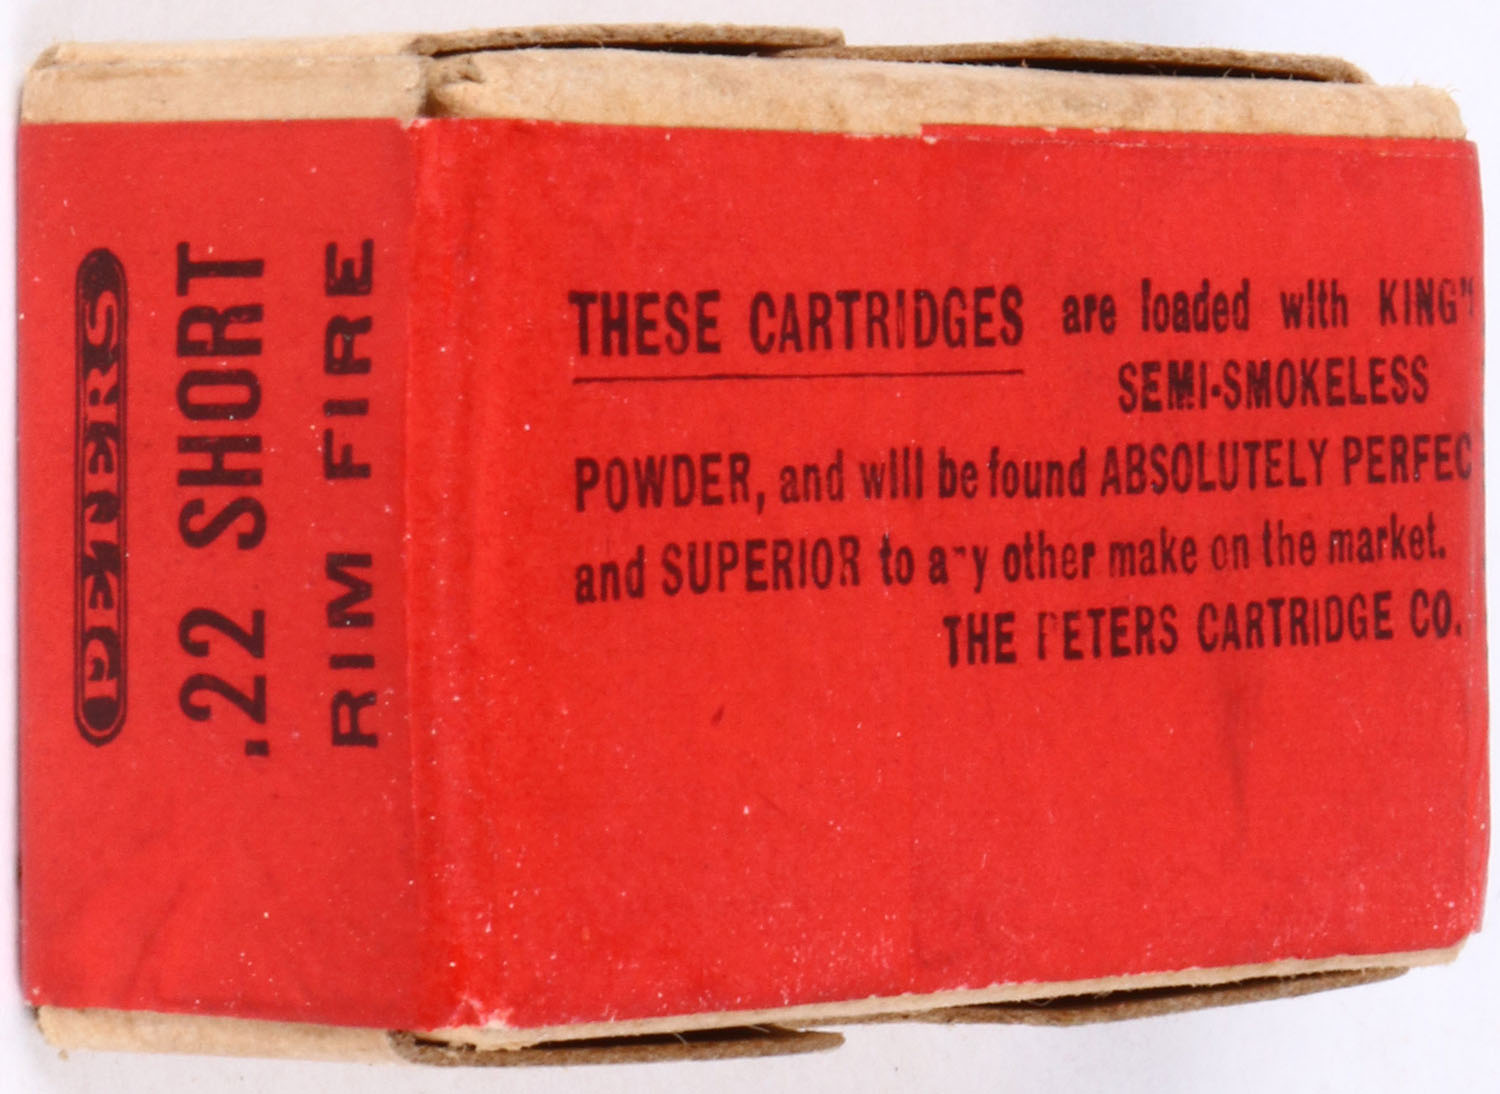 PETERS
.22 SHORT
RIM FIRE
THESE CARTRIDGES are loaded with KING"
SEMI-SMOKELESS
POWDER, and will be found ABSOLUTELY PERFEC
and SUPERIOR to any other make on the market.
THE PETERS CARTRIDGE CO.